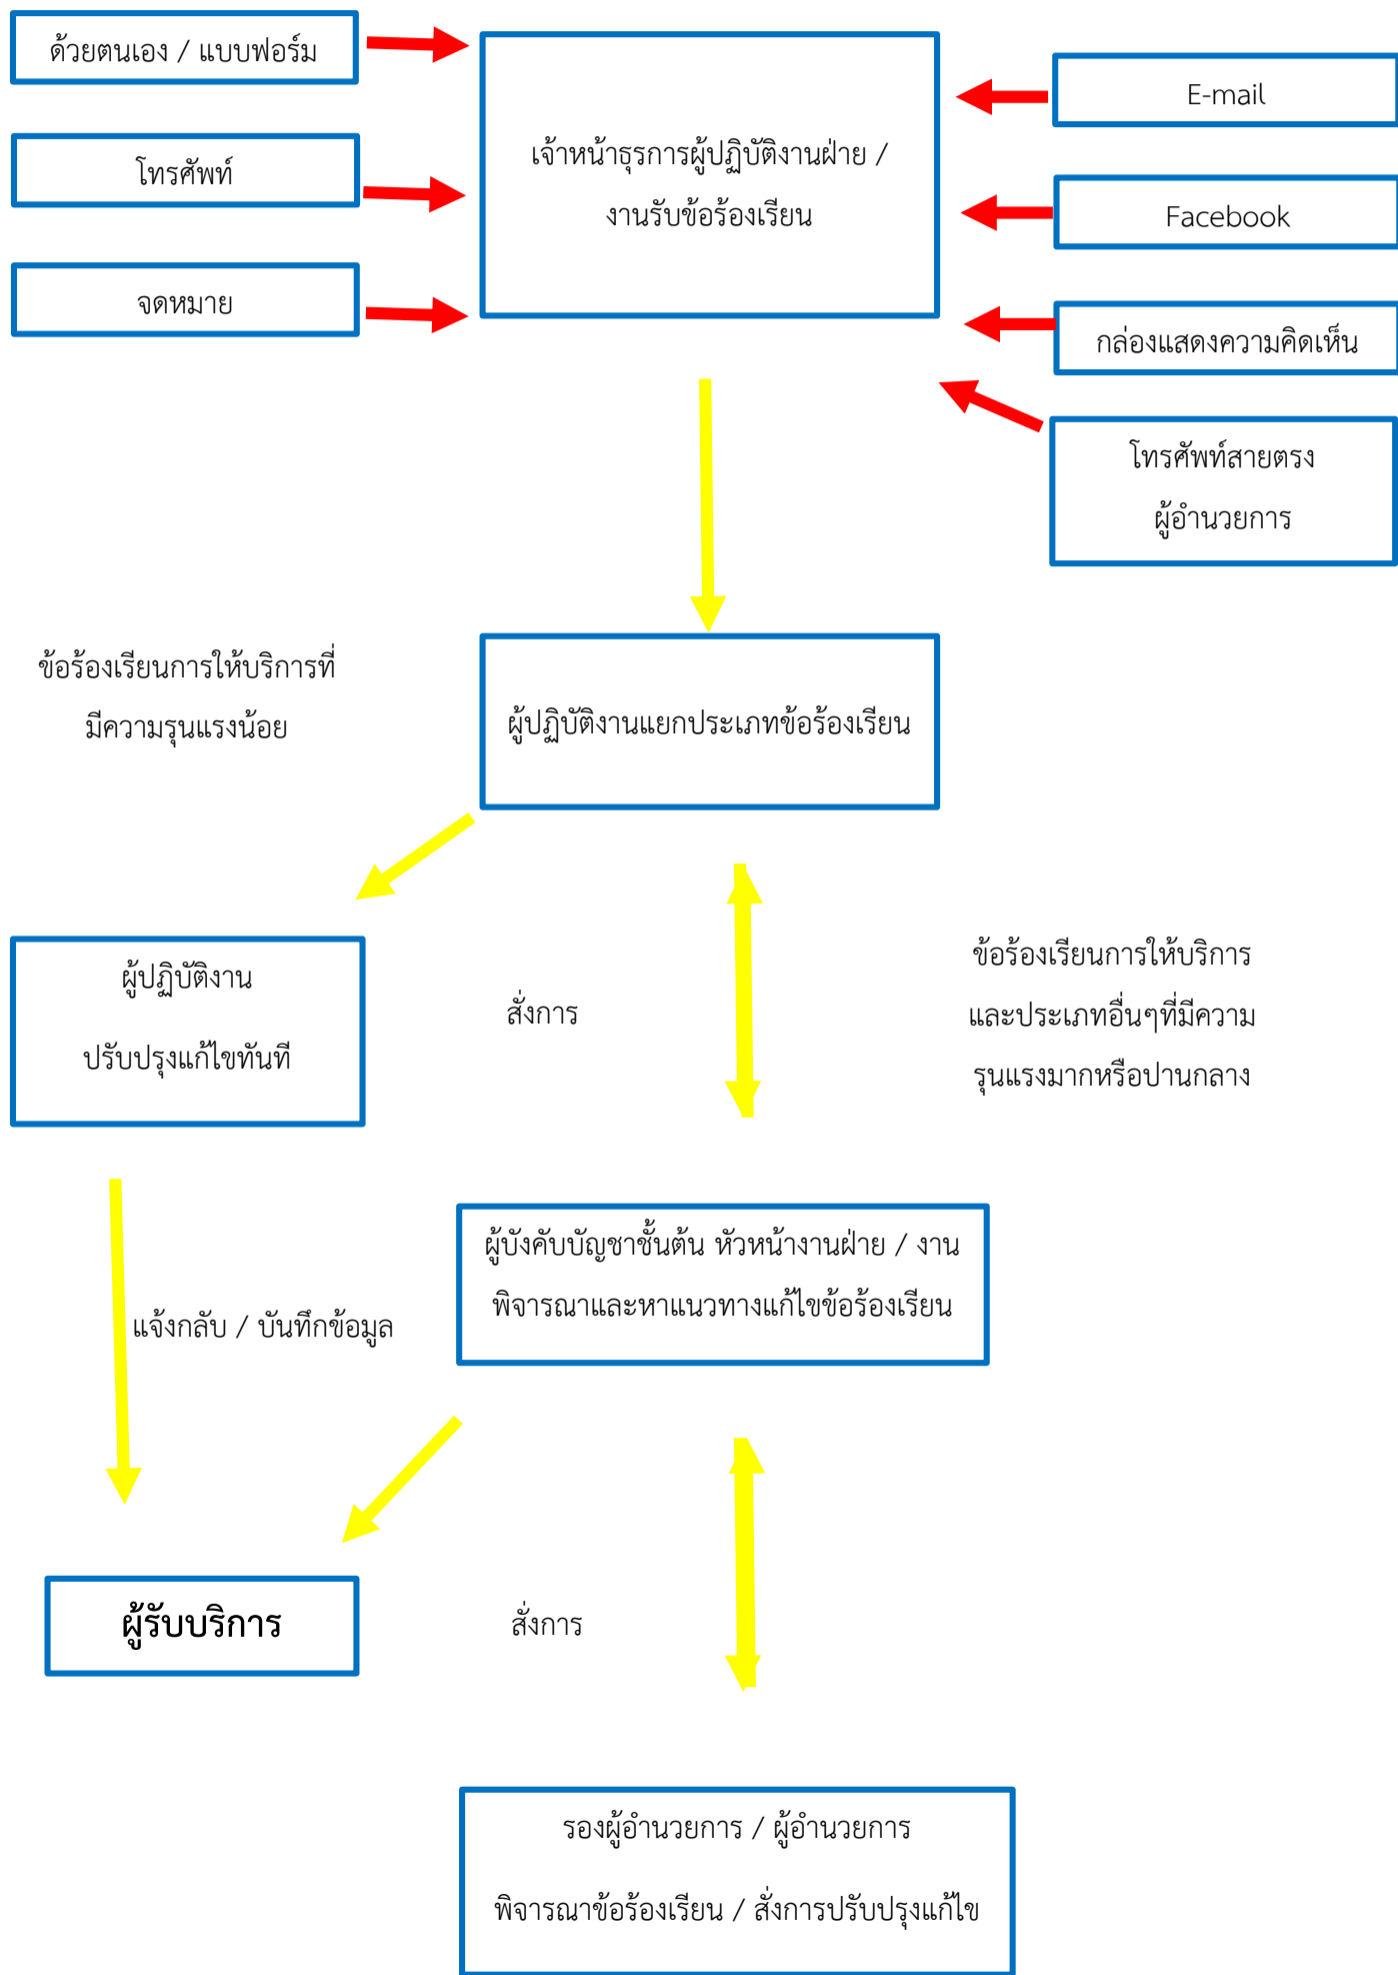 ด้วยตนเอง / แบบฟอร์ม
โทรศัพท์
จดหมาย
เจ้าหน้าธุรการผู้ปฏิบัติงานฝ่าย /
งานรับข้อร้องเรียน
E-mail
Facebook
กล่องแสดงความคิดเห็น
โทรศัพท์สายตรง
ผู้อำนวยการ
ข้อร้องเรียนการให้บริการที่
มีความรุนแรงน้อย
ผู้ปฏิบัติงานแยกประเภทข้อร้องเรียน
ผู้ปฏิบัติงาน
ปรับปรุงแก้ไขทันที
สั่งการ
ข้อร้องเรียนการให้บริการ
และประเภทอื่นๆที่มีความ
รุนแรงมากหรือปานกลาง
ผู้บังคับบัญชาชั้นต้น หัวหน้างานฝ่าย / งาน
พิจารณาและหาแนวทางแก้ไขข้อร้องเรียน
แจ้งกลับ / บันทึกข้อมูล
ผู้รับบริการ
สั่งการ
รองผู้อำนวยการ / ผู้อำนวยการ
พิจารณาข้อร้องเรียน / สั่งการปรับปรุงแก้ไข